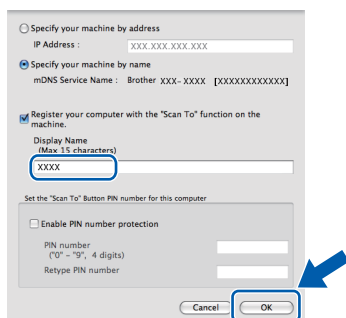 Specify your machine by address
IP Address : XXX.XXX.XXX.XXX
Specify your machine by name
mDNS Service Name : Brother XXX-XXXX [XXXXXXXXXXXX]
Register your computer with the "Scan To" function on the
machine.
Display Name
(Max 15 characters)
XXXX
Set the "Scan To" Button PIN number for this computer
Enable PIN number protection
PIN number
("0" – "9", 4 digits)
Retype PIN number
Cancel OK